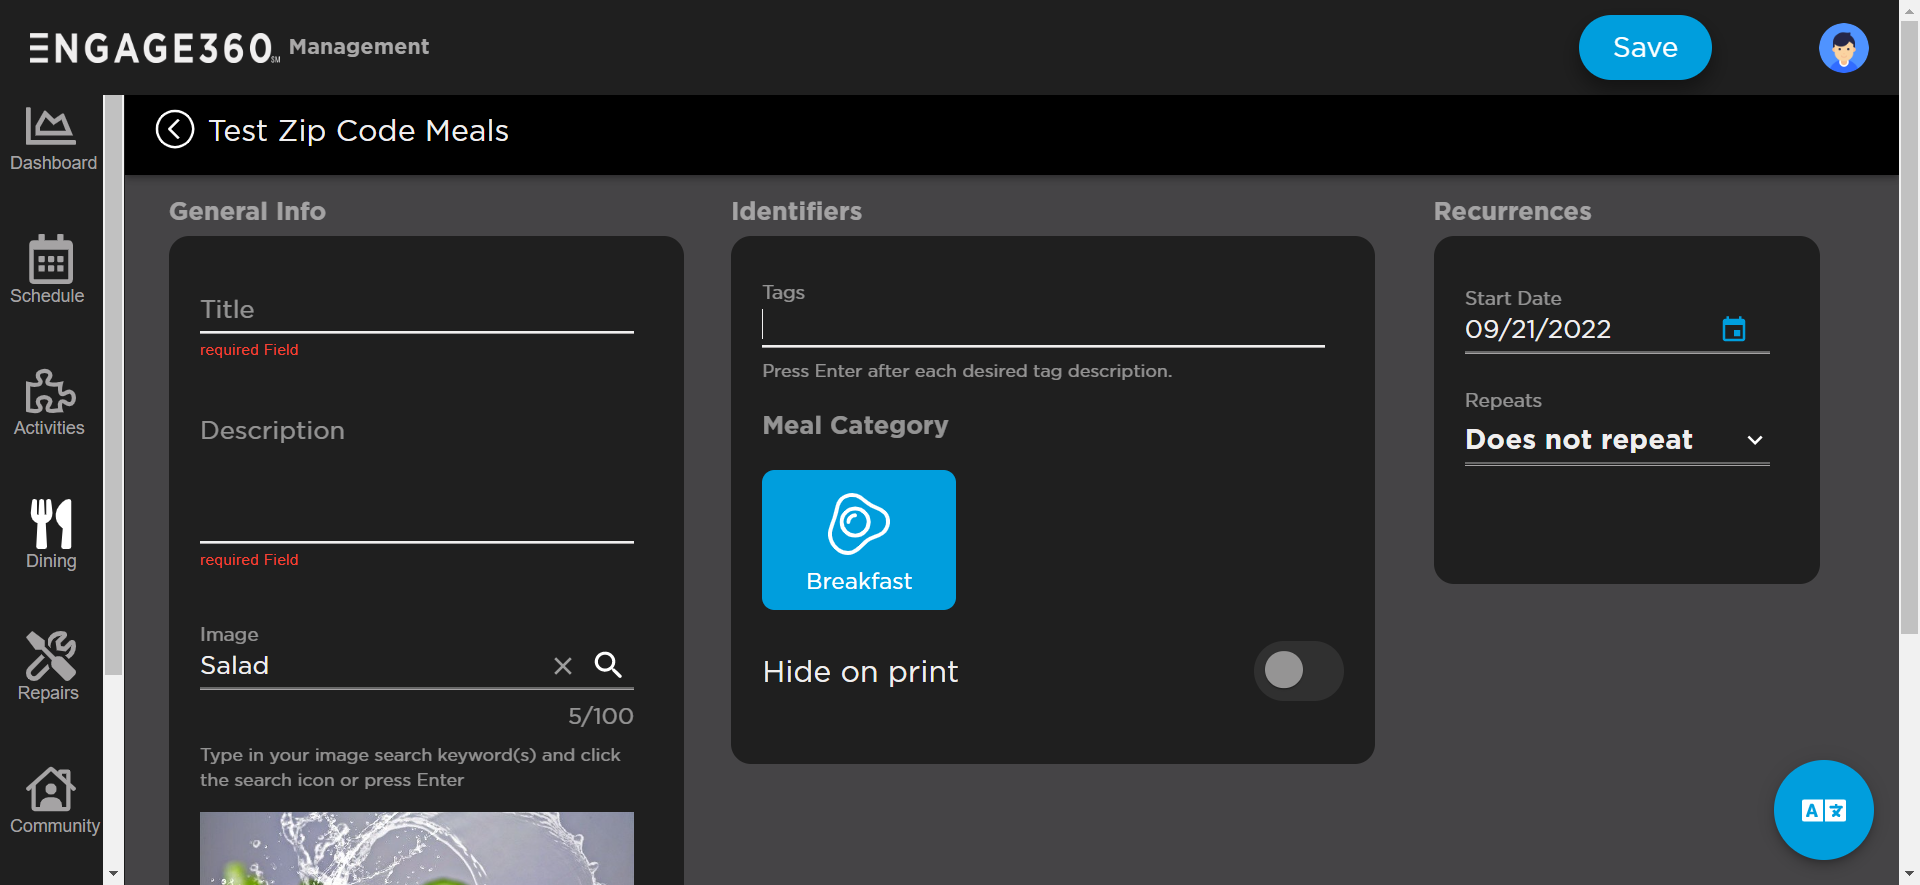 ENGAGE360 SM Management
Save
Dashboard
Schedule
Activities
Dining
Repairs
Community
Test Zip Code Meals
General Info
Title
required Field
Description
required Field
Image
Salad
5/100
Type in your image search keyword(s) and click
the search icon or press Enter
Identifiers
Tags
Press Enter after each desired tag description.
Meal Category
Breakfast
Hide on print
Recurrences
Start Date
09/21/2022
Repeats
Does not repeat
A 文